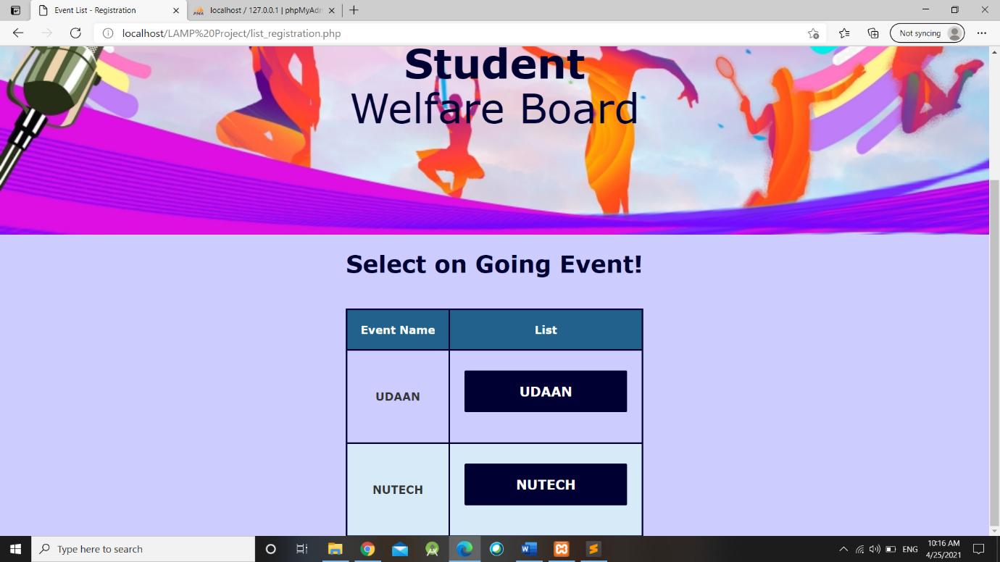 Event List - Registration
localhost / 127.0.0.1 | phpMyAdm
localhost/LAMP%20Project/list_registration.php
Not syncing
Student
Welfare Board
Select on Going Event!
Event Name List
UDAAN UDAAN
NUTECH NUTECH
Type here to search
ENG
10:16 AM
4/25/2021